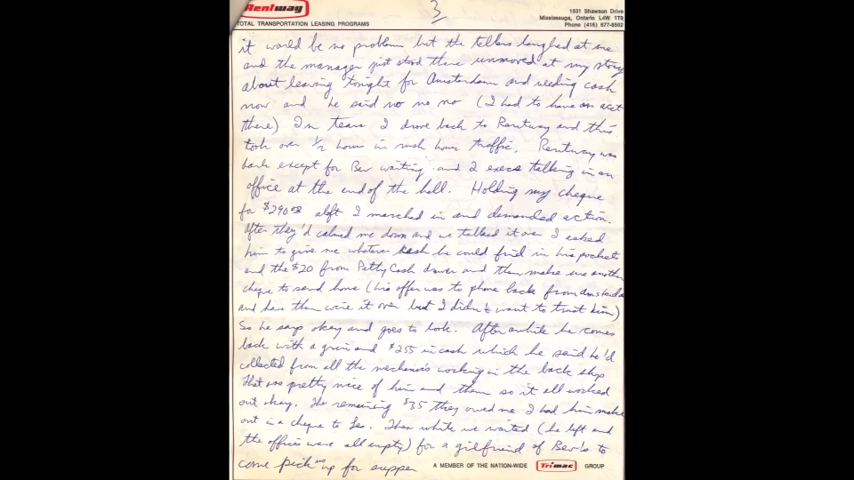 Rentway
TOTAL TRANSPORTATION LEASING PROGRAMS
3
1031 Shawson Drive
Mississauga, Ontario L4W 1T8
Phone (416) 677-8502
it would be no problem but the tellers laughed at me
and the manager just stood there unmoved at my story
about leaving tonight for Amsterdam and needing cash
now and he said no no no (I had to have an acct
there) In tears I drove back to Rentway and this
took over 1/2 hour in rush hour traffic. Rentway was
bare except for Bev waiting and 2 execs talking in an
office at the end of the hall. Holding my cheque
for $290 aloft I marched in and demanded action.
After they'd calmed me down and we talked it over I asked
him to give me whatever cash he could find in his pockets
and the $20 from Petty Cash drawer and then make me another
cheque to send home (his offer was to phone back from Amsterdam
and have them wire it over but I didn't want to trust him)
So he says okay and goes to look. After awhile he comes
back with a grin and $255 in cash which he said he'd
collected from all the mechanics working in the back shop
That was pretty nice of him and them so it all worked
out okay. The remaining $35 they owed me I had him make
out in a cheque to Les. Then while we waited (he left and
the offices were all empty) for a girlfriend of Bev's to
come pick us up for supper
A MEMBER OF THE NATION-WIDE Trimac GROUP